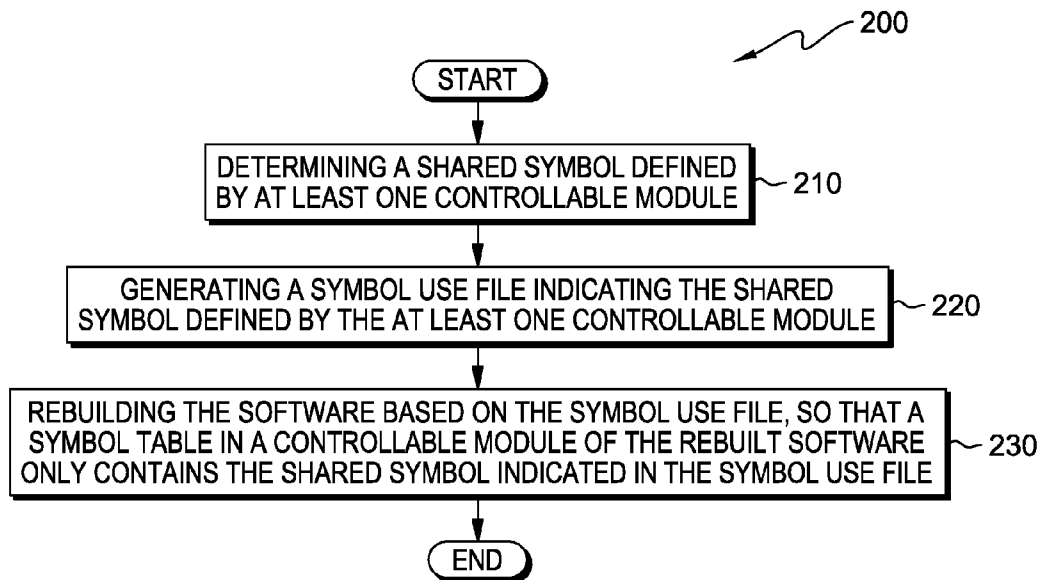 200
START
DETERMINING A SHARED SYMBOL DEFINED
BY AT LEAST ONE CONTROLLABLE MODULE
210
GENERATING A SYMBOL USE FILE INDICATING THE SHARED
SYMBOL DEFINED BY THE AT LEAST ONE CONTROLLABLE MODULE
220
REBUILDING THE SOFTWARE BASED ON THE SYMBOL USE FILE, SO THAT A
SYMBOL TABLE IN A CONTROLLABLE MODULE OF THE REBUILT SOFTWARE
ONLY CONTAINS THE SHARED SYMBOL INDICATED IN THE SYMBOL USE FILE
230
END